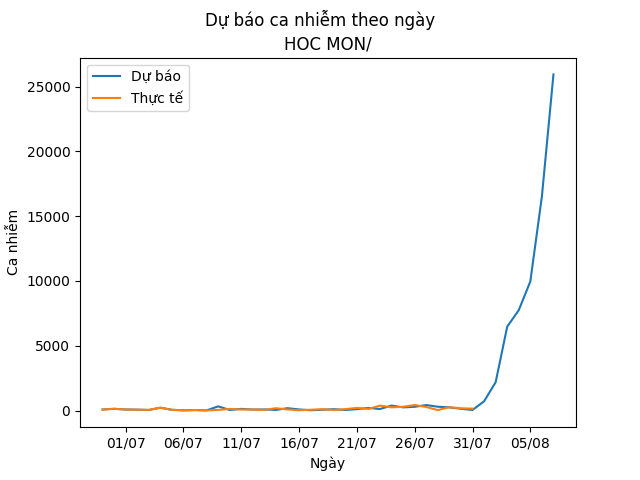 Dự báo ca nhiễm theo ngày
HOC MON/
Dự báo
Thực tế
Ca nhiễm
25000
20000
15000
10000
5000
0
01/07 06/07 11/07 16/07 21/07 26/07 31/07 05/08
Ngày